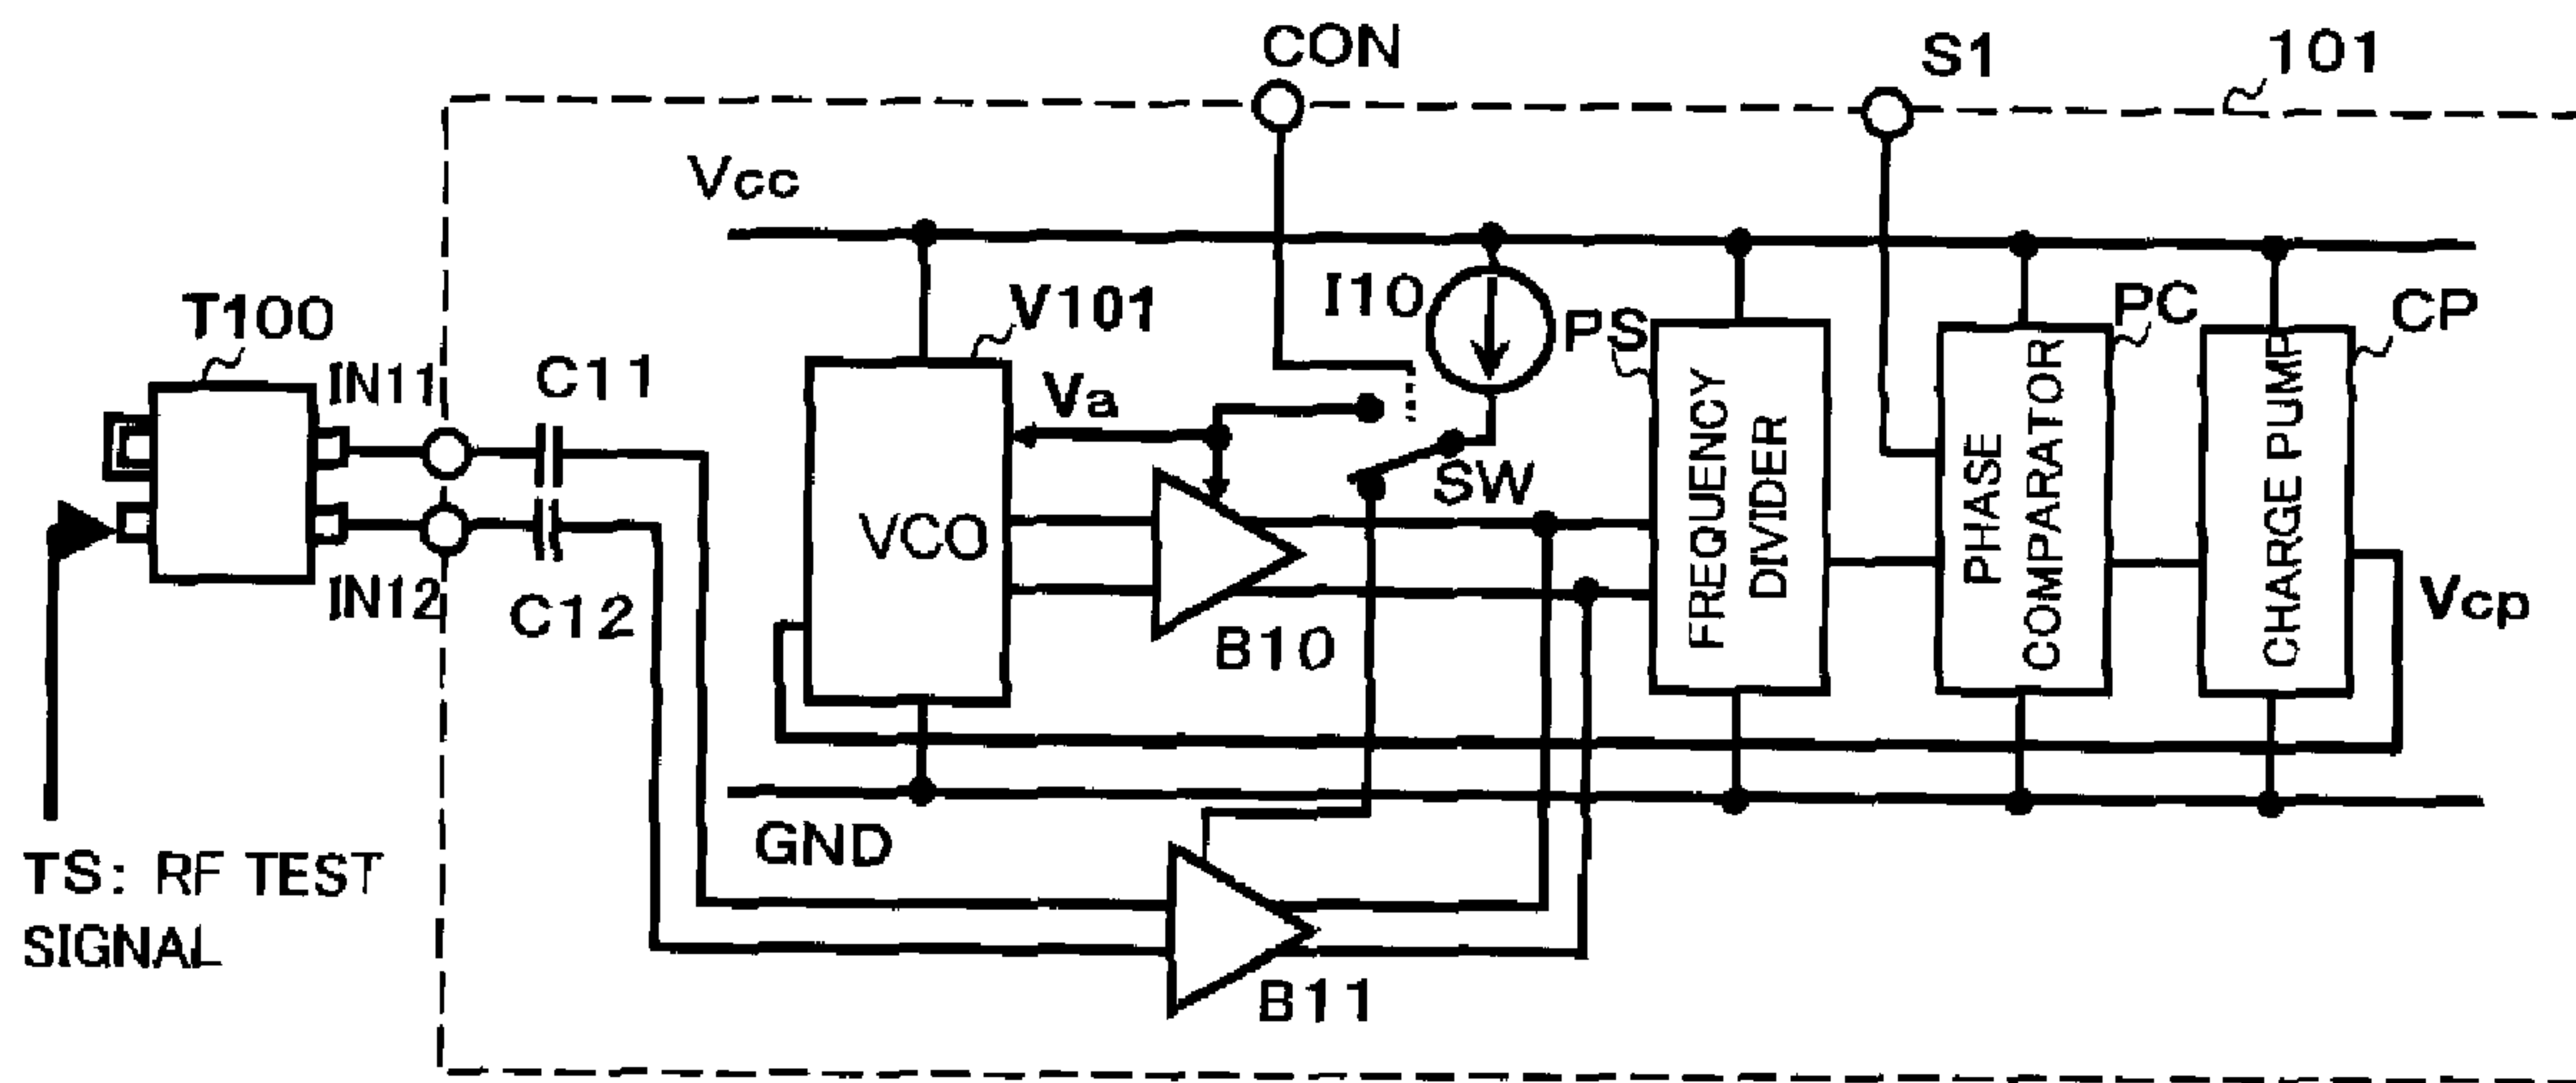 CON
S1
101
Vcc
T100
IN11
C11
V101
Va
I10
PS
PC
CP
SW
VCO
FREQUENCY
DIVIDER
PHASE
COMPARATOR
CHARGE PUMP
Vcp
IN12
C12
B10
GND
TS: RF TEST
SIGNAL
B11